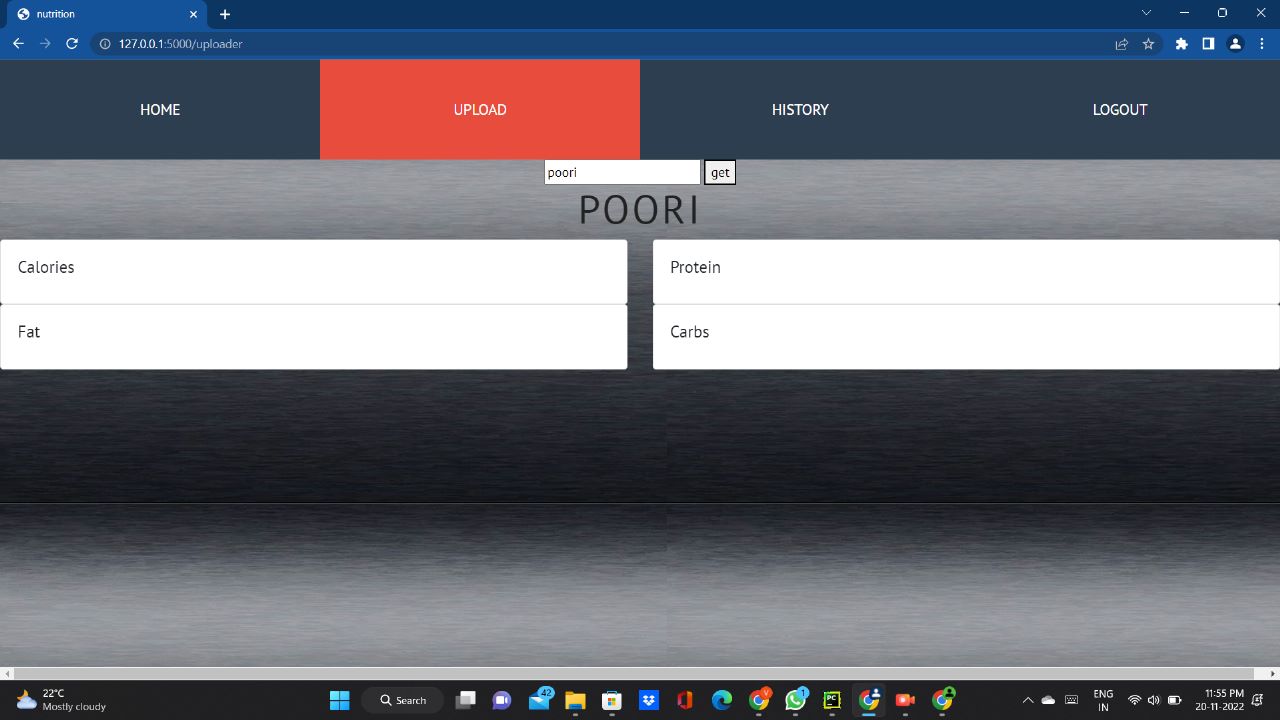 nutrition
127.0.0.1:5000/uploader
HOME UPLOAD HISTORY LOGOUT
poori get
POORI
Calories Protein
Fat Carbs
22°C
Mostly cloudy
Search
42
V
1
PC
ENG
IN
11:55 PM
20-11-2022